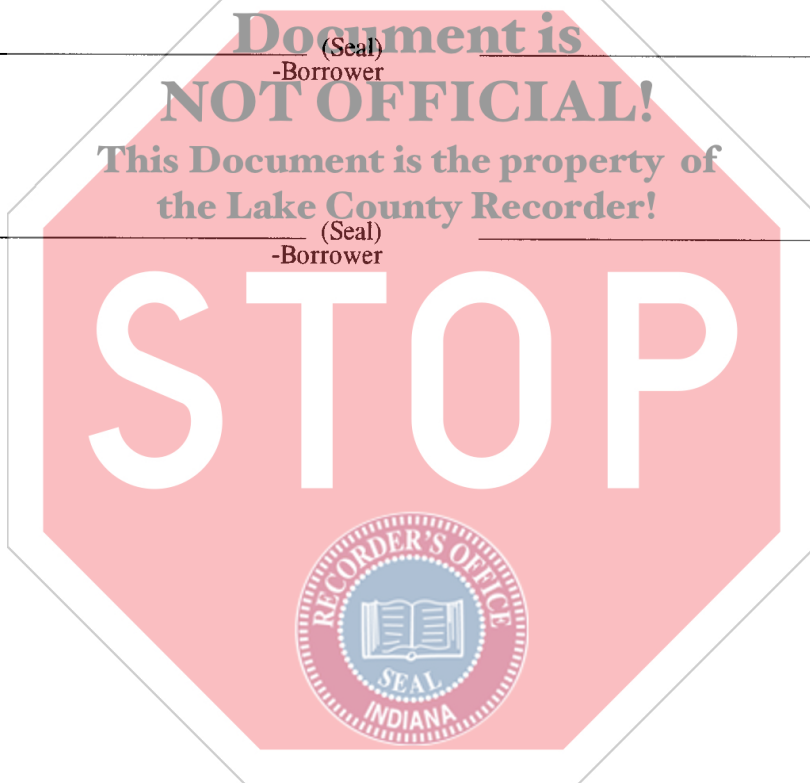 Document is
(Seal)
-Borrower
NOT OFFICIAL!
This Document is the property of
the Lake County Recorder!
(Seal)
-Borrower
STOP
RECORDER'S OFFICE
SEAL
INDIANA